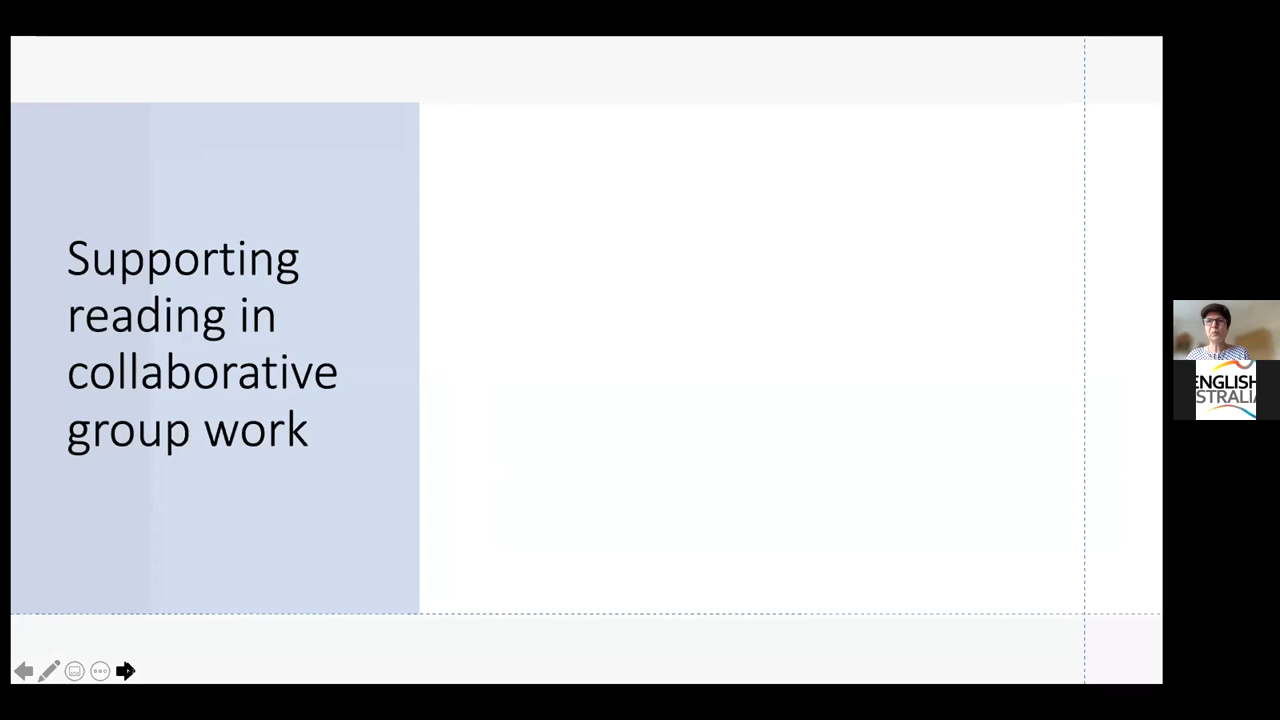 Supporting
reading in
collaborative
group work
ENGLISH
STRALIA